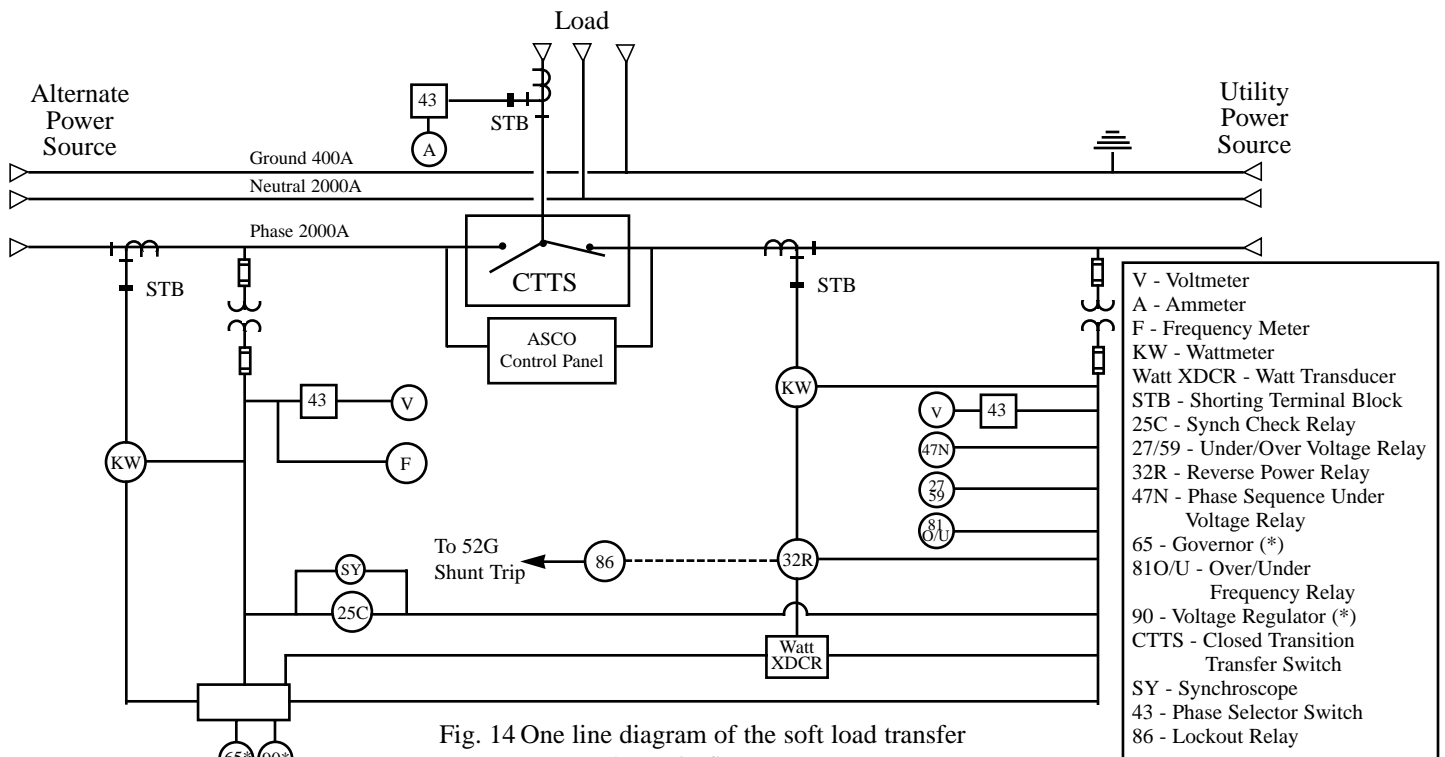 Load
Alternate
Power
Source
Utility
Power
Source
43
STB
A
Ground 400A
Neutral 2000A
Phase 2000A
STB
CTTS
STB
ASCO
Control Panel
43
V
F
KW
KW
V
43
47N
27
59
81
O/U
To 52G
Shunt Trip
86
32R
SY
25C
Watt
XDCR
65*
90*
V - Voltmeter
A - Ammeter
F - Frequency Meter
KW - Wattmeter
Watt XDCR - Watt Transducer
STB - Shorting Terminal Block
25C - Synch Check Relay
27/59 - Under/Over Voltage Relay
32R - Reverse Power Relay
47N - Phase Sequence Under
Voltage Relay
65 - Governor (*)
81O/U - Over/Under
Frequency Relay
90 - Voltage Regulator (*)
CTTS - Closed Transition
Transfer Switch
SY - Synchroscope
43 - Phase Selector Switch
86 - Lockout Relay
Fig. 14 One line diagram of the soft load transfer